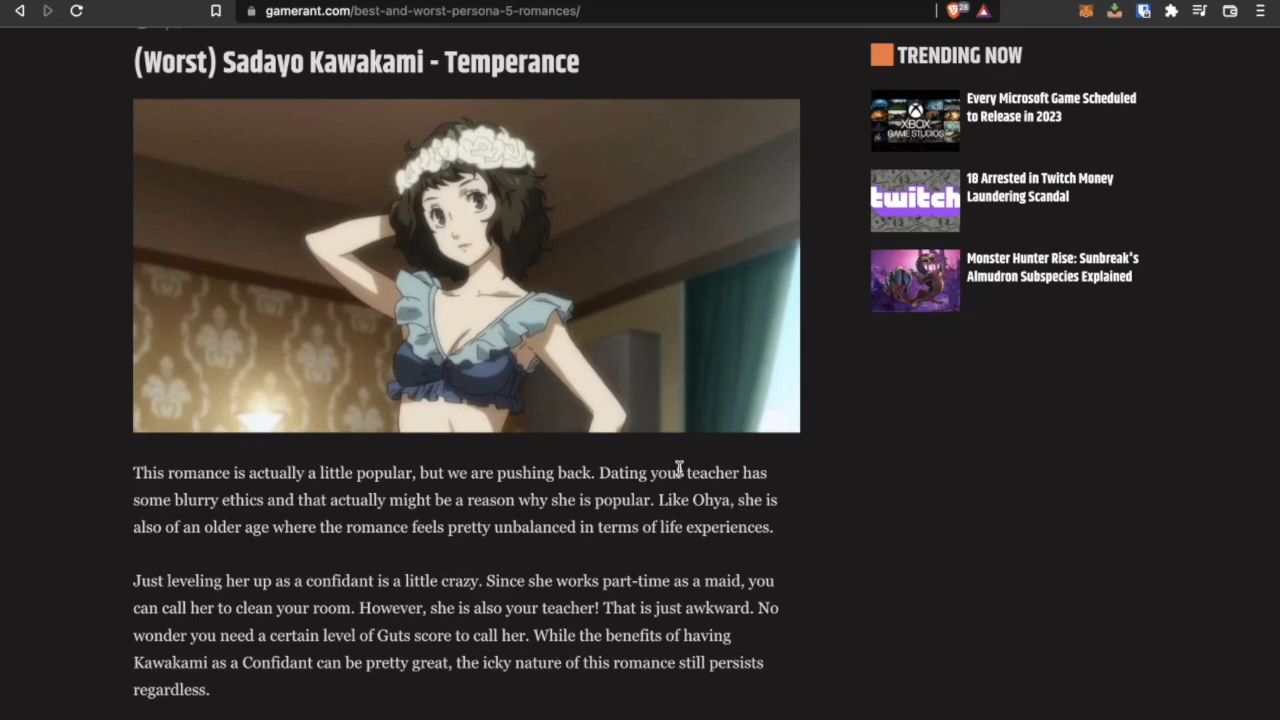 gamerant.com/best-and-worst-persona-5-romances/
28
(Worst) Sadayo Kawakami - Temperance
TRENDING NOW
XBOX
GAME STUDIOS
Every Microsoft Game Scheduled
to Release in 2023
twitch
18 Arrested in Twitch Money
Laundering Scandal
Monster Hunter Rise: Sunbreak's
Almudron Subspecies Explained
This romance is actually a little popular, but we are pushing back. Dating your teacher has
some blurry ethics and that actually might be a reason why she is popular. Like Ohya, she is
also of an older age where the romance feels pretty unbalanced in terms of life experiences.
Just leveling her up as a confidant is a little crazy. Since she works part-time as a maid, you
can call her to clean your room. However, she is also your teacher! That is just awkward. No
wonder you need a certain level of Guts score to call her. While the benefits of having
Kawakami as a Confidant can be pretty great, the icky nature of this romance still persists
regardless.